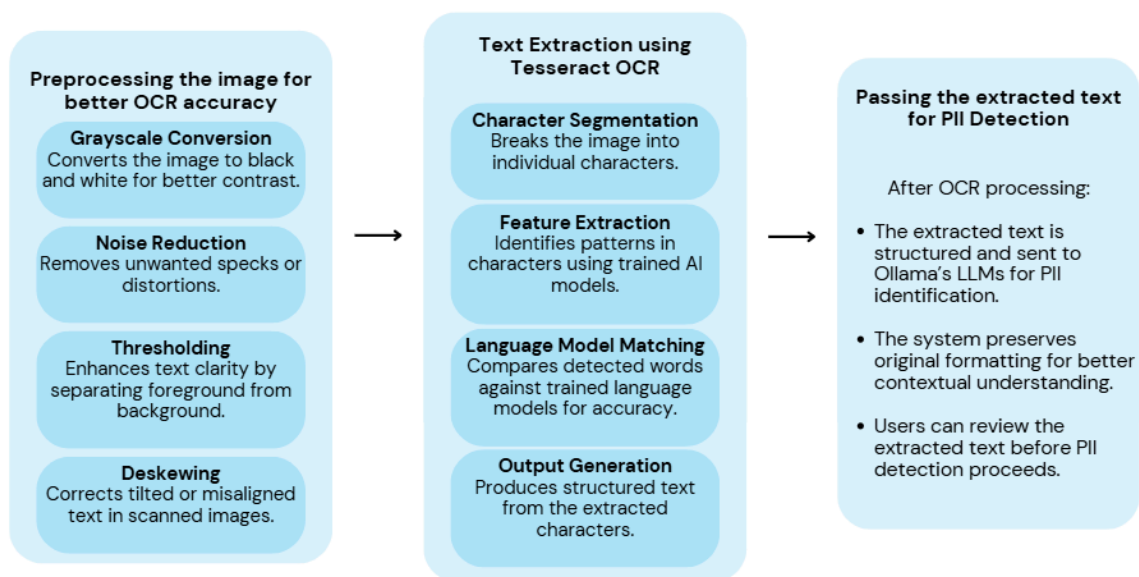 Preprocessing the image for
better OCR accuracy
Grayscale Conversion
Converts the image to black
and white for better contrast.
Noise Reduction
Removes unwanted specks or
distortions.
Thresholding
Enhances text clarity by
separating foreground from
background.
Deskewing
Corrects tilted or misaligned
text in scanned images.
Text Extraction using
Tesseract OCR
Character Segmentation
Breaks the image into
individual characters.
Feature Extraction
Identifies patterns in
characters using trained AI
models.
Language Model Matching
Compares detected words
against trained language
models for accuracy.
Output Generation
Produces structured text
from the extracted
characters.
Passing the extracted text
for PII Detection
After OCR processing:
• The extracted text is
structured and sent to
Ollama's LLMs for PII
identification.
• The system preserves
original formatting for better
contextual understanding.
• Users can review the
extracted text before PII
detection proceeds.